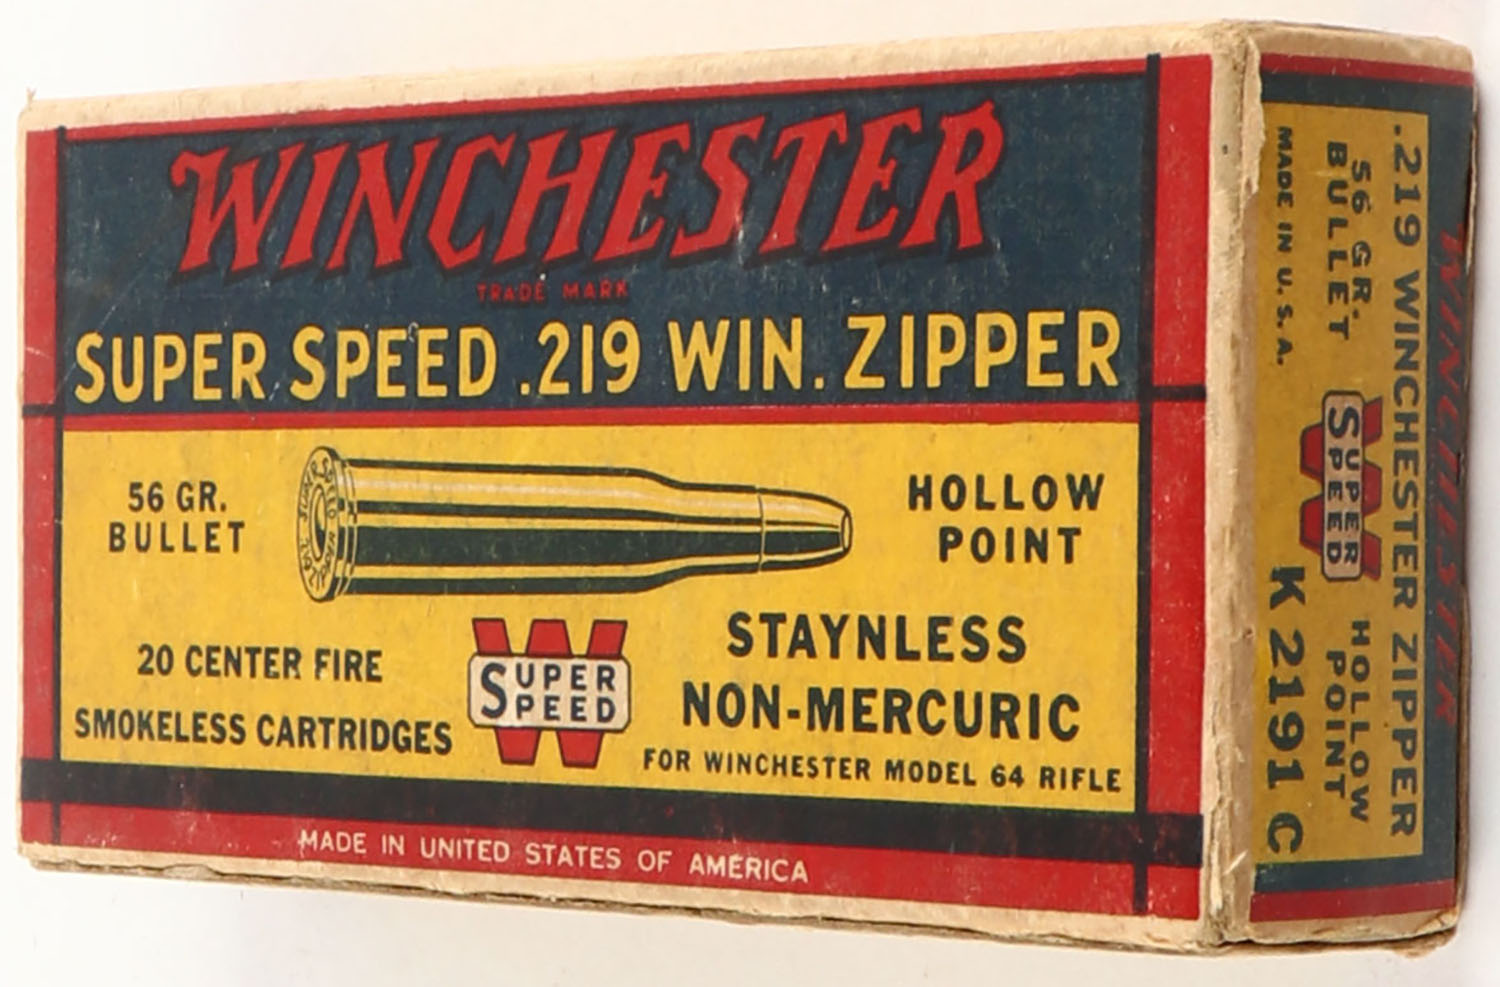 WINCHESTER
TRADE MARK
SUPER SPEED .219 WIN. ZIPPER
56 GR.
BULLET
HOLLOW
POINT
20 CENTER FIRE
SMOKELESS CARTRIDGES
SUPER
SPEED
STAYNLESS
NON-MERCURIC
FOR WINCHESTER MODEL 64 RIFLE
MADE IN UNITED STATES OF AMERICA
WINCHESTER
.219 WINCHESTER ZIPPER
56 GR.
BULLET
SUPER
SPEED
HOLLOW
POINT
MADE IN U.S.A.
K 2191 C